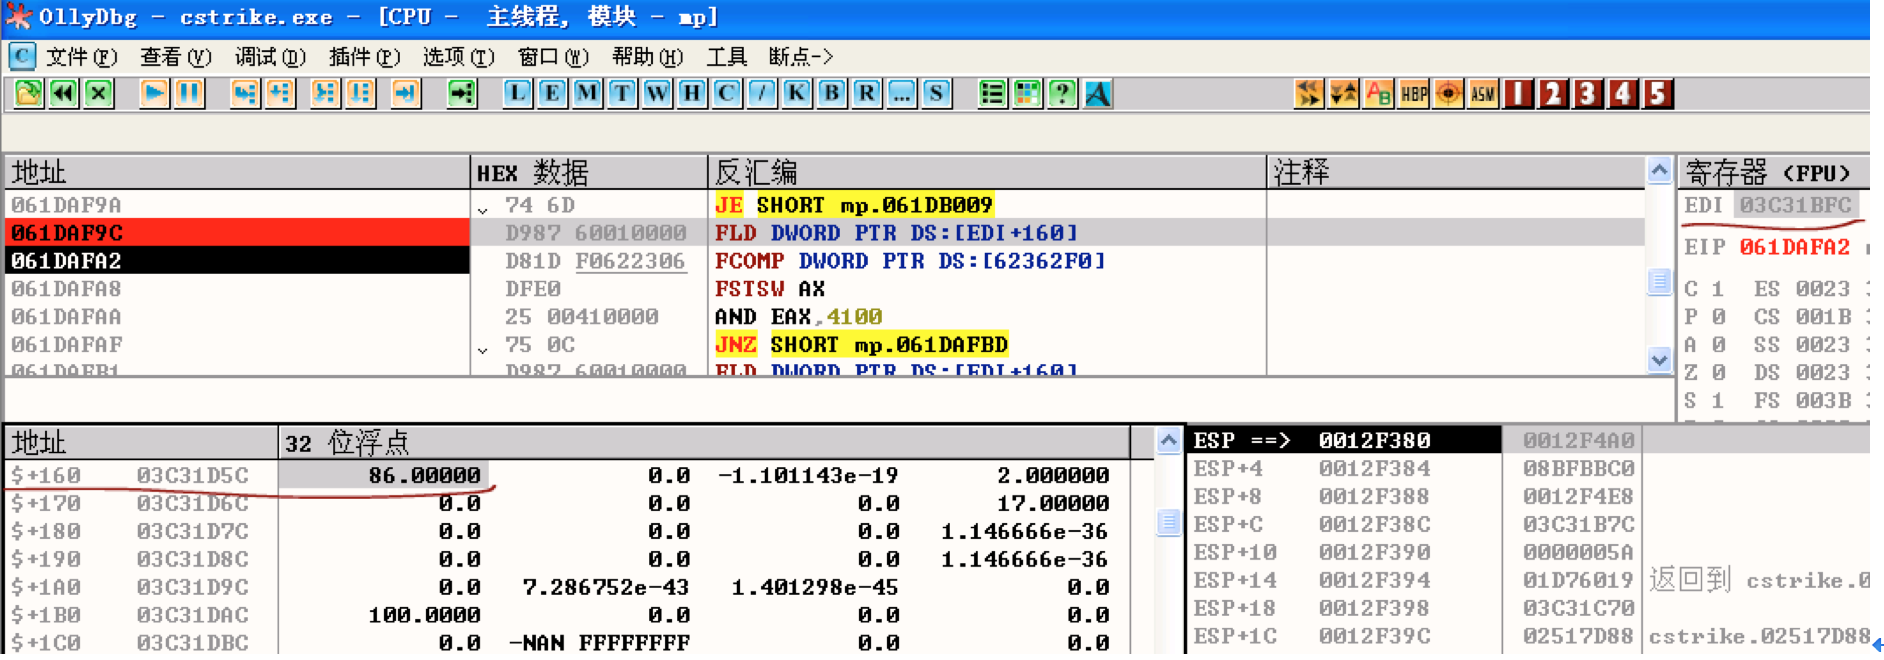 OllyDbg - cstrike.exe - [CPU - 主线程, 模块 - mp]
C 文件(F) 查看(V) 调试(D) 插件(P) 选项(T) 窗口(W) 帮助(H) 工具 断点->
L E M T W H C / K B R ... S ? A AB HBP ASM 1 2 3 4 5
地址 HEX 数据 反汇编 注释 寄存器 (FPU)
061DAF9A 74 6D JE SHORT mp.061DB009 EDI 03C31BFC
061DAF9C D987 60010000 FLD DWORD PTR DS:[EDI+160]
061DAFA2 D81D F0622306 FCOMP DWORD PTR DS:[62362F0] EIP 061DAFA2
061DAFA8 DFE0 FSTSW AX C 1 ES 0023
061DAFAA 25 00410000 AND EAX,4100 P 0 CS 001B
061DAFAF 75 0C JNZ SHORT mp.061DAFBD A 0 SS 0023
061DAFB1 D987 60010000 FLD DWORD PTR DS:[EDI+160] Z 0 DS 0023
S 1 FS 003B
地址 32 位浮点 ESP ==> 0012F380 0012F4A0
$+160 03C31D5C 86.00000 0.0 -1.101143e-19 2.000000 ESP+4 0012F384 08BFBBC0
$+170 03C31D6C 0.0 0.0 0.0 17.00000 ESP+8 0012F388 0012F4E8
$+180 03C31D7C 0.0 0.0 0.0 1.146666e-36 ESP+C 0012F38C 03C31B7C
$+190 03C31D8C 0.0 0.0 0.0 1.146666e-36 ESP+10 0012F390 0000005A
$+1A0 03C31D9C 0.0 7.286752e-43 1.401298e-45 0.0 ESP+14 0012F394 01D76019 返回到 cstrike.0
$+1B0 03C31DAC 100.0000 0.0 0.0 0.0 ESP+18 0012F398 03C31C70
$+1C0 03C31DBC 0.0 -NAN FFFFFFFF 0.0 0.0 ESP+1C 0012F39C 02517D88 cstrike.02517D88